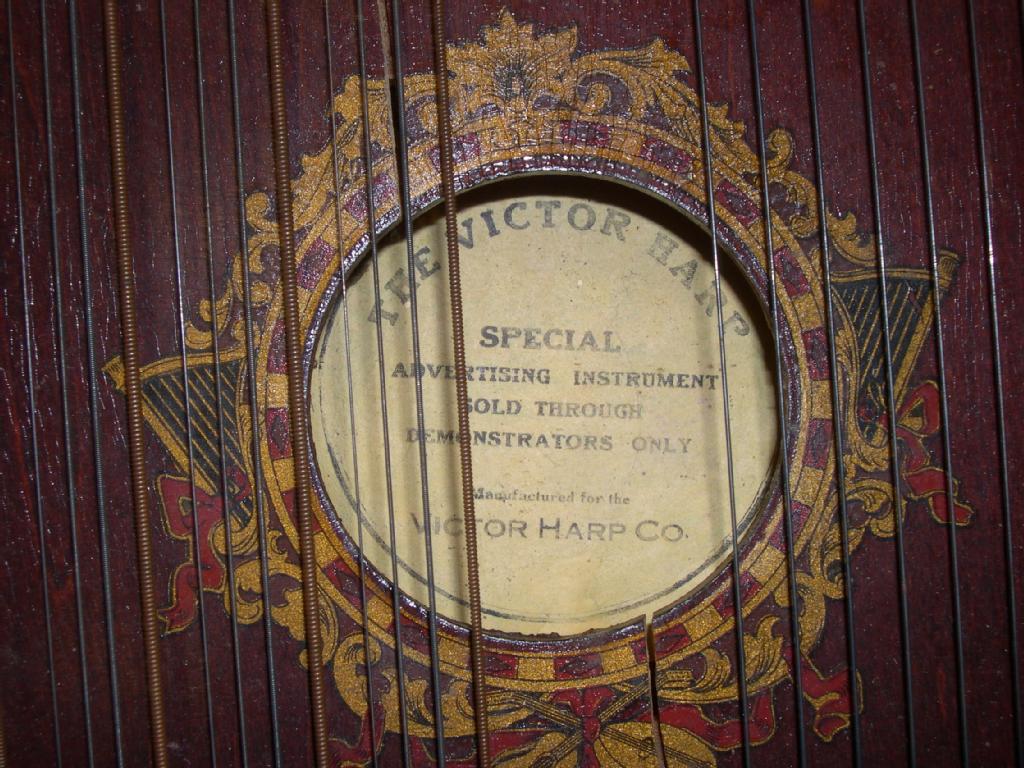 THE VICTOR HARP
SPECIAL
ADVERTISING INSTRUMENT
SOLD THROUGH
DEMONSTRATORS ONLY
Manufactured for the
VICTOR HARP CO.